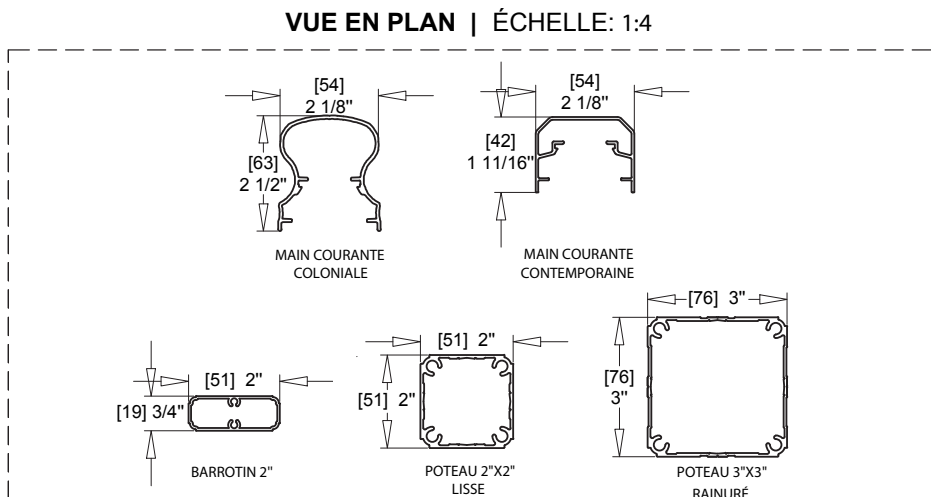 VUE EN PLAN | ÉCHELLE: 1:4
[54]
2 1/8"
[63]
2 1/2"
MAIN COURANTE
COLONIALE
[54]
2 1/8"
[42]
1 11/16"
MAIN COURANTE
CONTEMPORAINE
[51] 2"
[19] 3/4"
BARROTIN 2"
[51] 2"
[51] 2"
POTEAU 2"X2"
LISSE
[76] 3"
[76]
3"
POTEAU 3"X3"
RAINURÉ